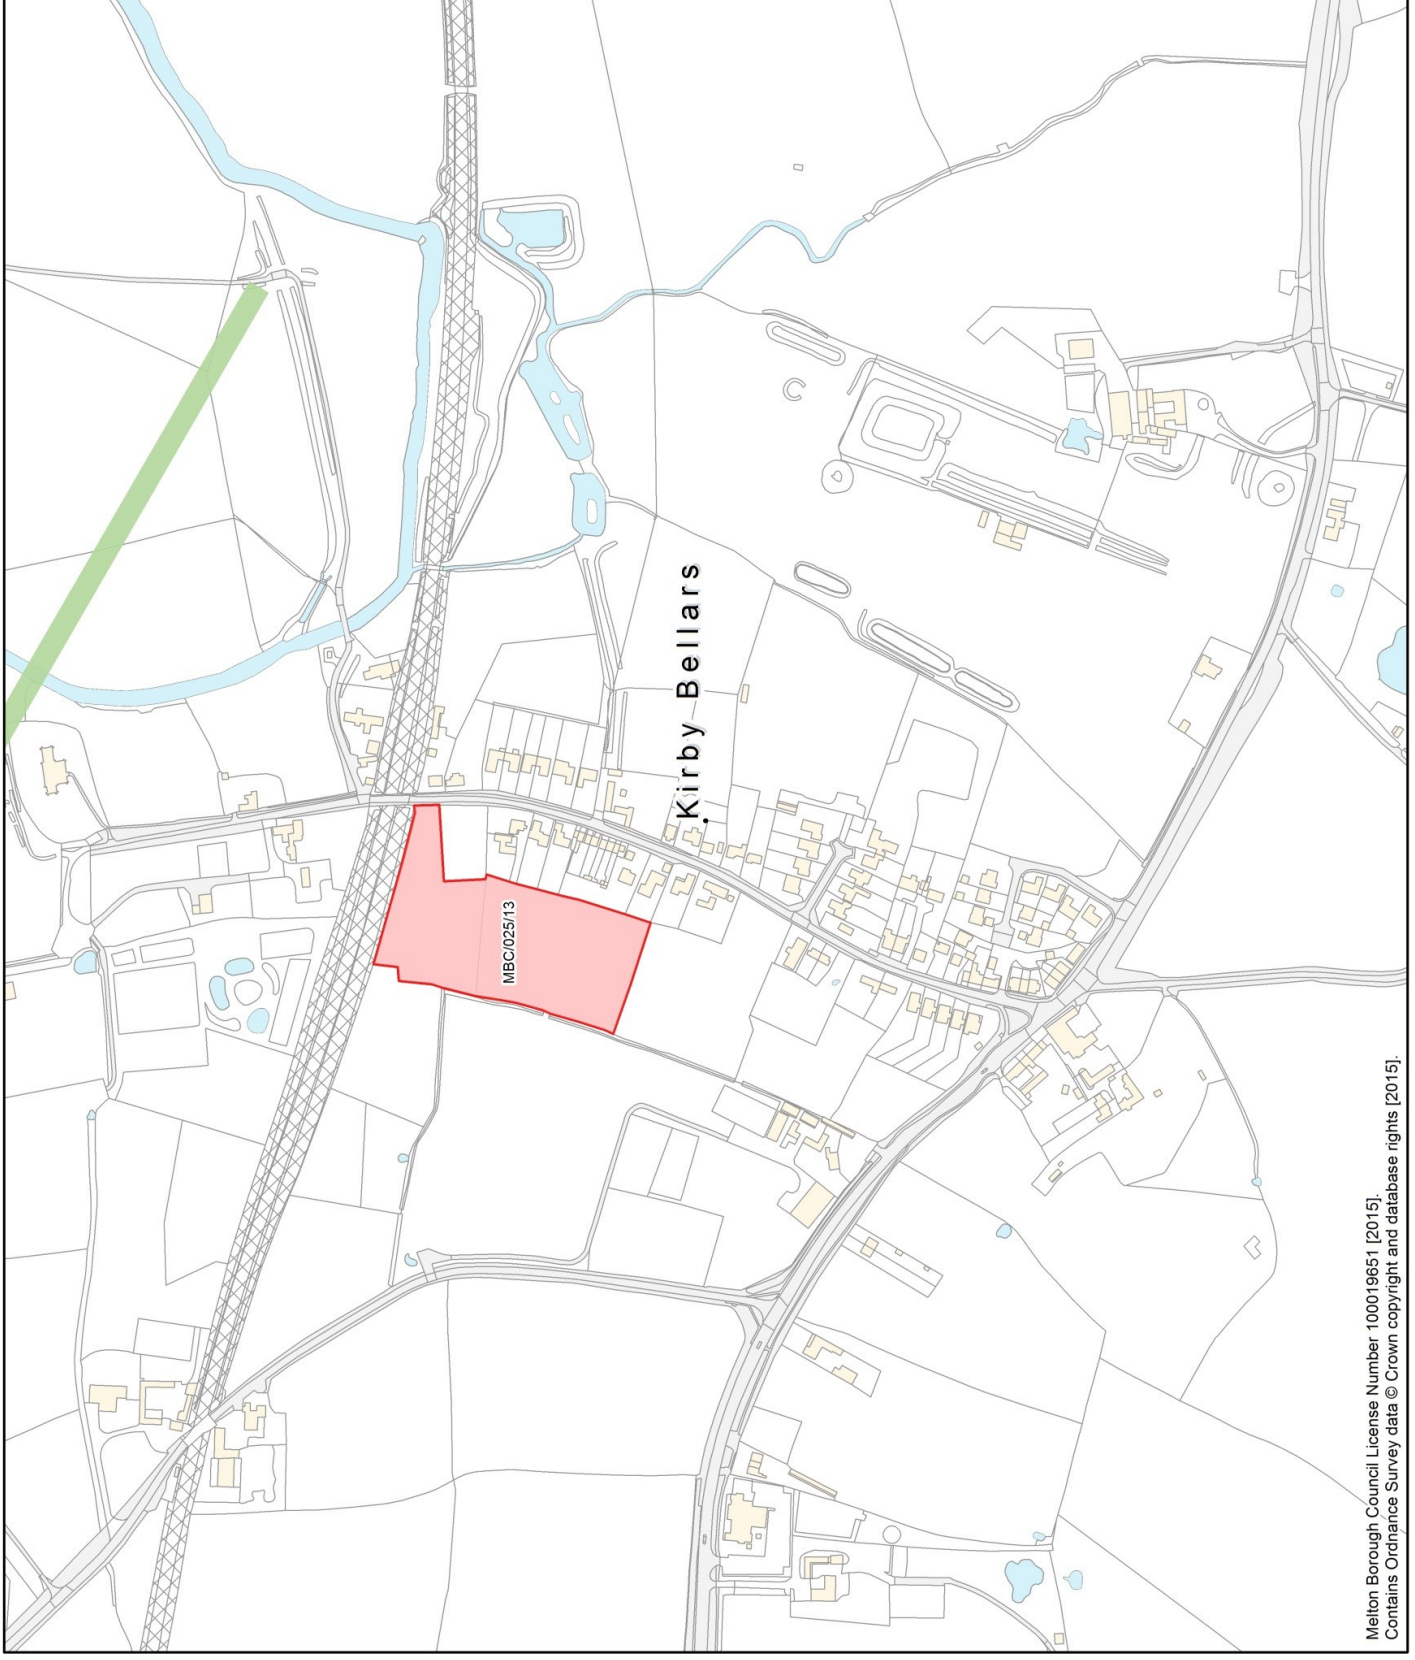 MBC/025/13
Kirby Bellars
Melton Borough Council License Number 100019651 [2015].
Contains Ordnance Survey data © Crown copyright and database rights [2015].